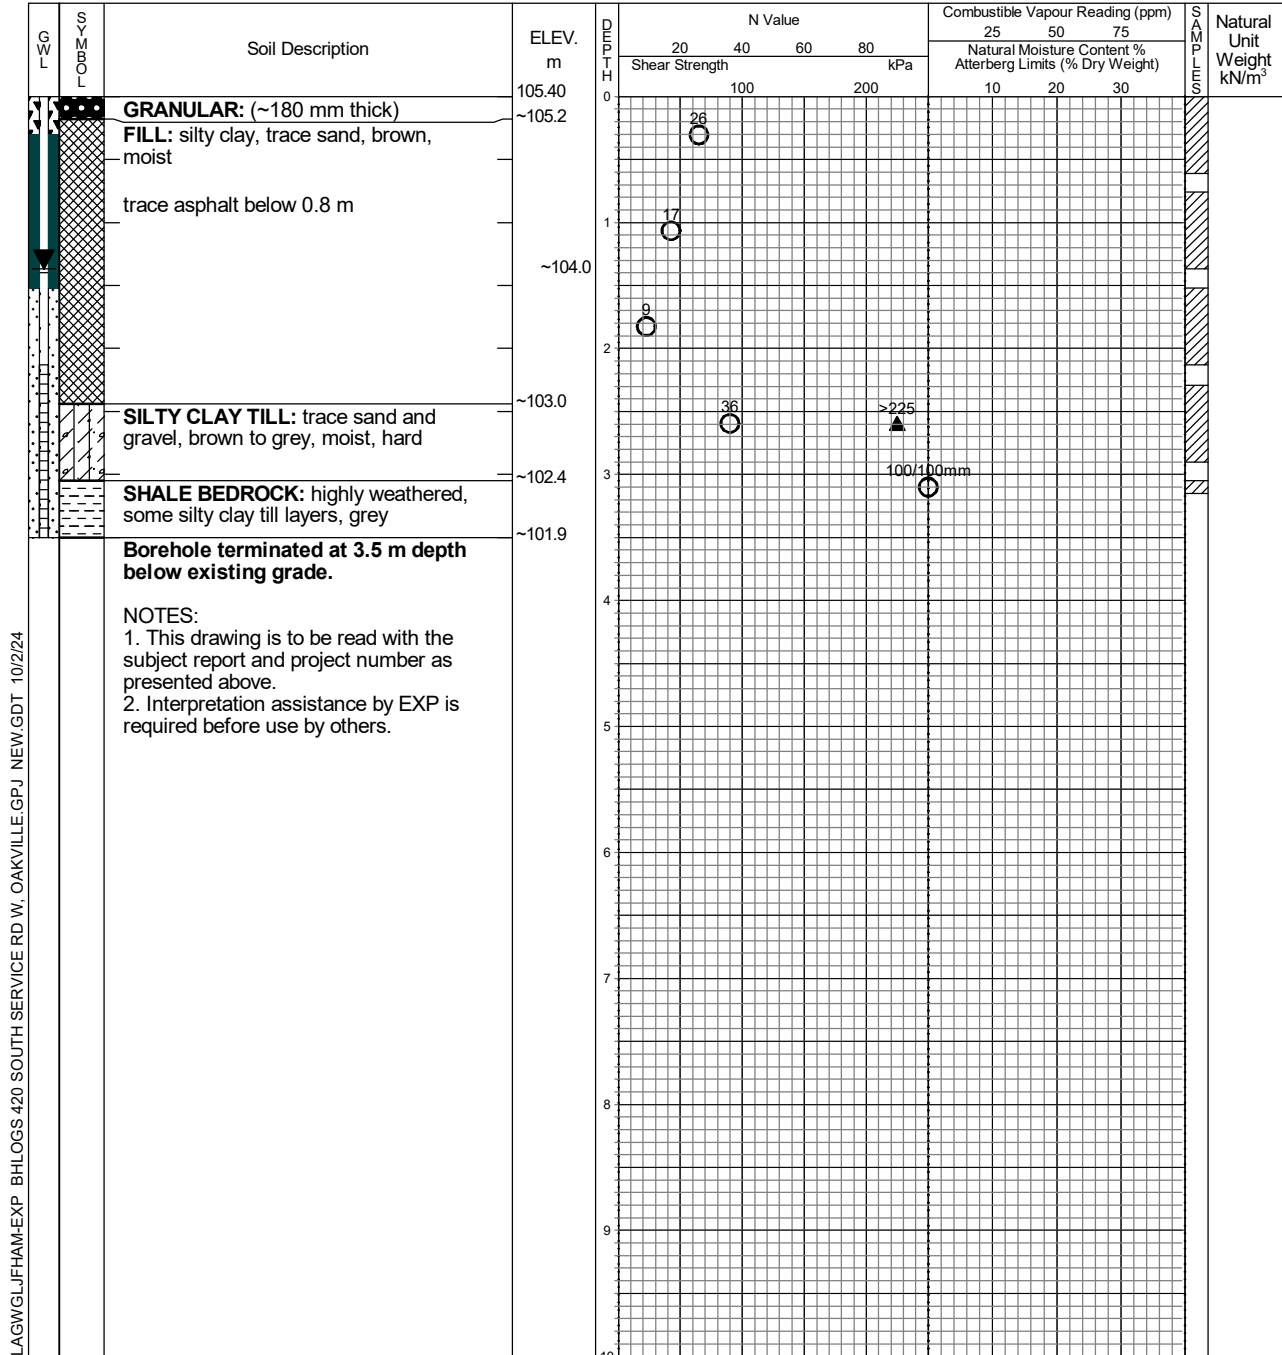 GWL
SYMBOL
Soil Description
ELEV.
m
105.40
DEPTH
N Value
20 40 60 80
Shear Strength kPa
100 200
Combustible Vapour Reading (ppm)
25 50 75
Natural Moisture Content %
Atterberg Limits (% Dry Weight)
10 20 30
SAMPLES
Natural
Unit
Weight
kN/m³
0
GRANULAR: (~180 mm thick)
~105.2
FILL: silty clay, trace sand, brown,
moist
26
trace asphalt below 0.8 m
17
1
~104.0
9
2
~103.0
SILTY CLAY TILL: trace sand and
gravel, brown to grey, moist, hard
36
>225
~102.4
3
100/100mm
SHALE BEDROCK: highly weathered,
some silty clay till layers, grey
~101.9
Borehole terminated at 3.5 m depth
below existing grade.
4
NOTES:
1. This drawing is to be read with the
subject report and project number as
presented above.
2. Interpretation assistance by EXP is
required before use by others.
5
6
7
8
9
LAGWGLJFHAM-EXP BHLOGS 420 SOUTH SERVICE RD W, OAKVILLE.GPJ NEW.GDT 10/2/24